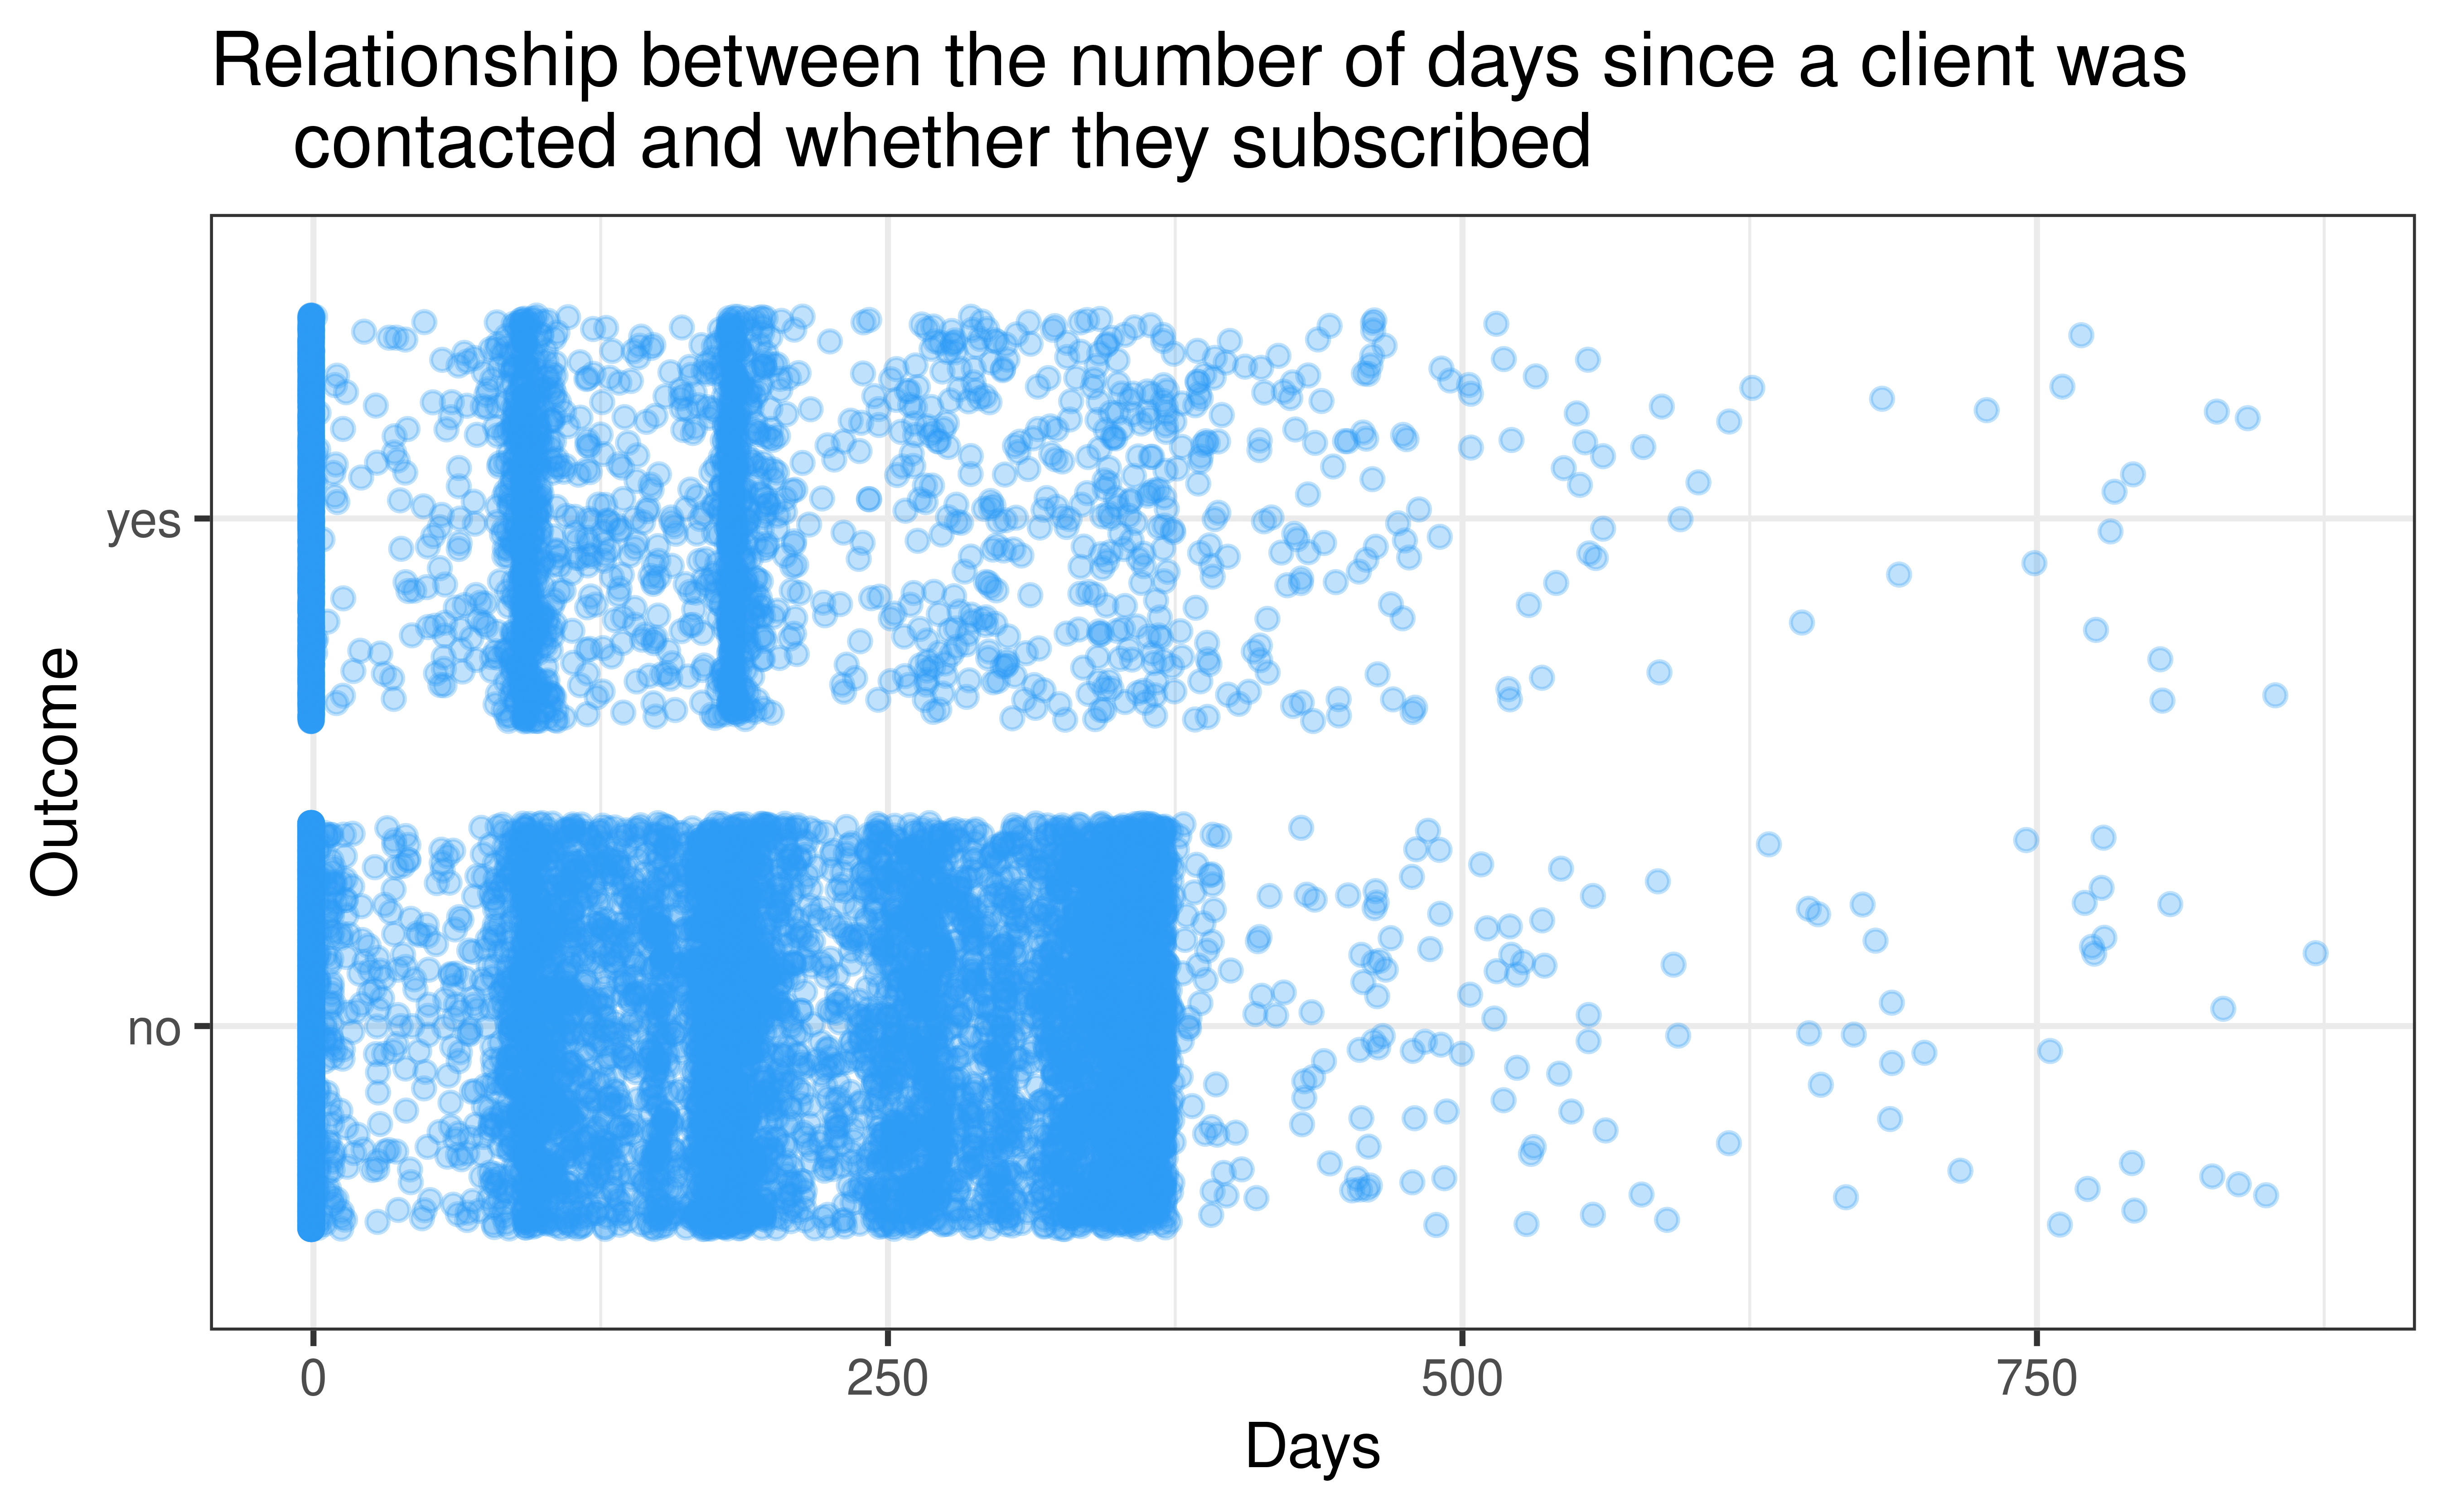 Relationship between the number of days since a client was
contacted and whether they subscribed
Outcome
yes
no
0
250
500
750
Days